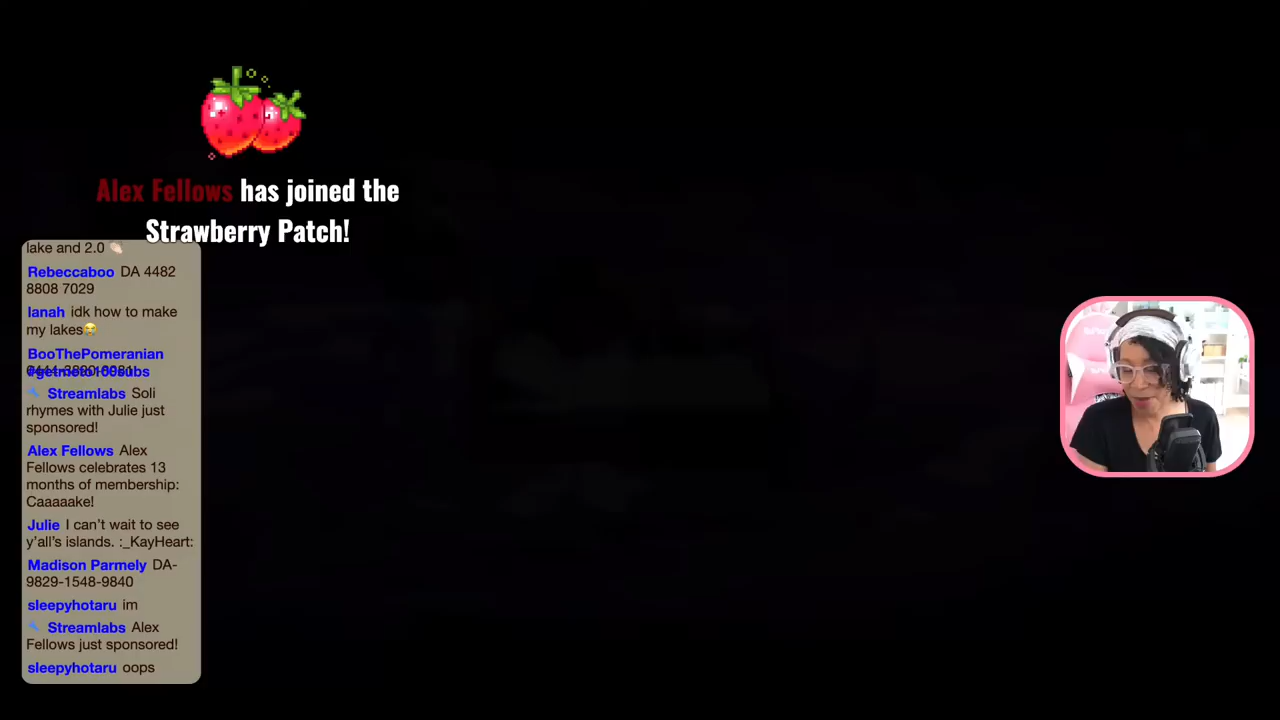 Alex Fellows has joined the
Strawberry Patch!
lake and 2.0
Rebeccaboo DA 4482
8808 7029
lanah idk how to make
my lakes😭
BooThePomeranian
#getmeto100subs
Streamlabs Soli
rhymes with Julie just
sponsored!
Alex Fellows Alex
Fellows celebrates 13
months of membership:
Caaaaake!
Julie I can’t wait to see
y’all’s islands. :_KayHeart:
Madison Parmely DA-
9829-1548-9840
sleepyhotaru im
Streamlabs Alex
Fellows just sponsored!
sleepyhotaru oops